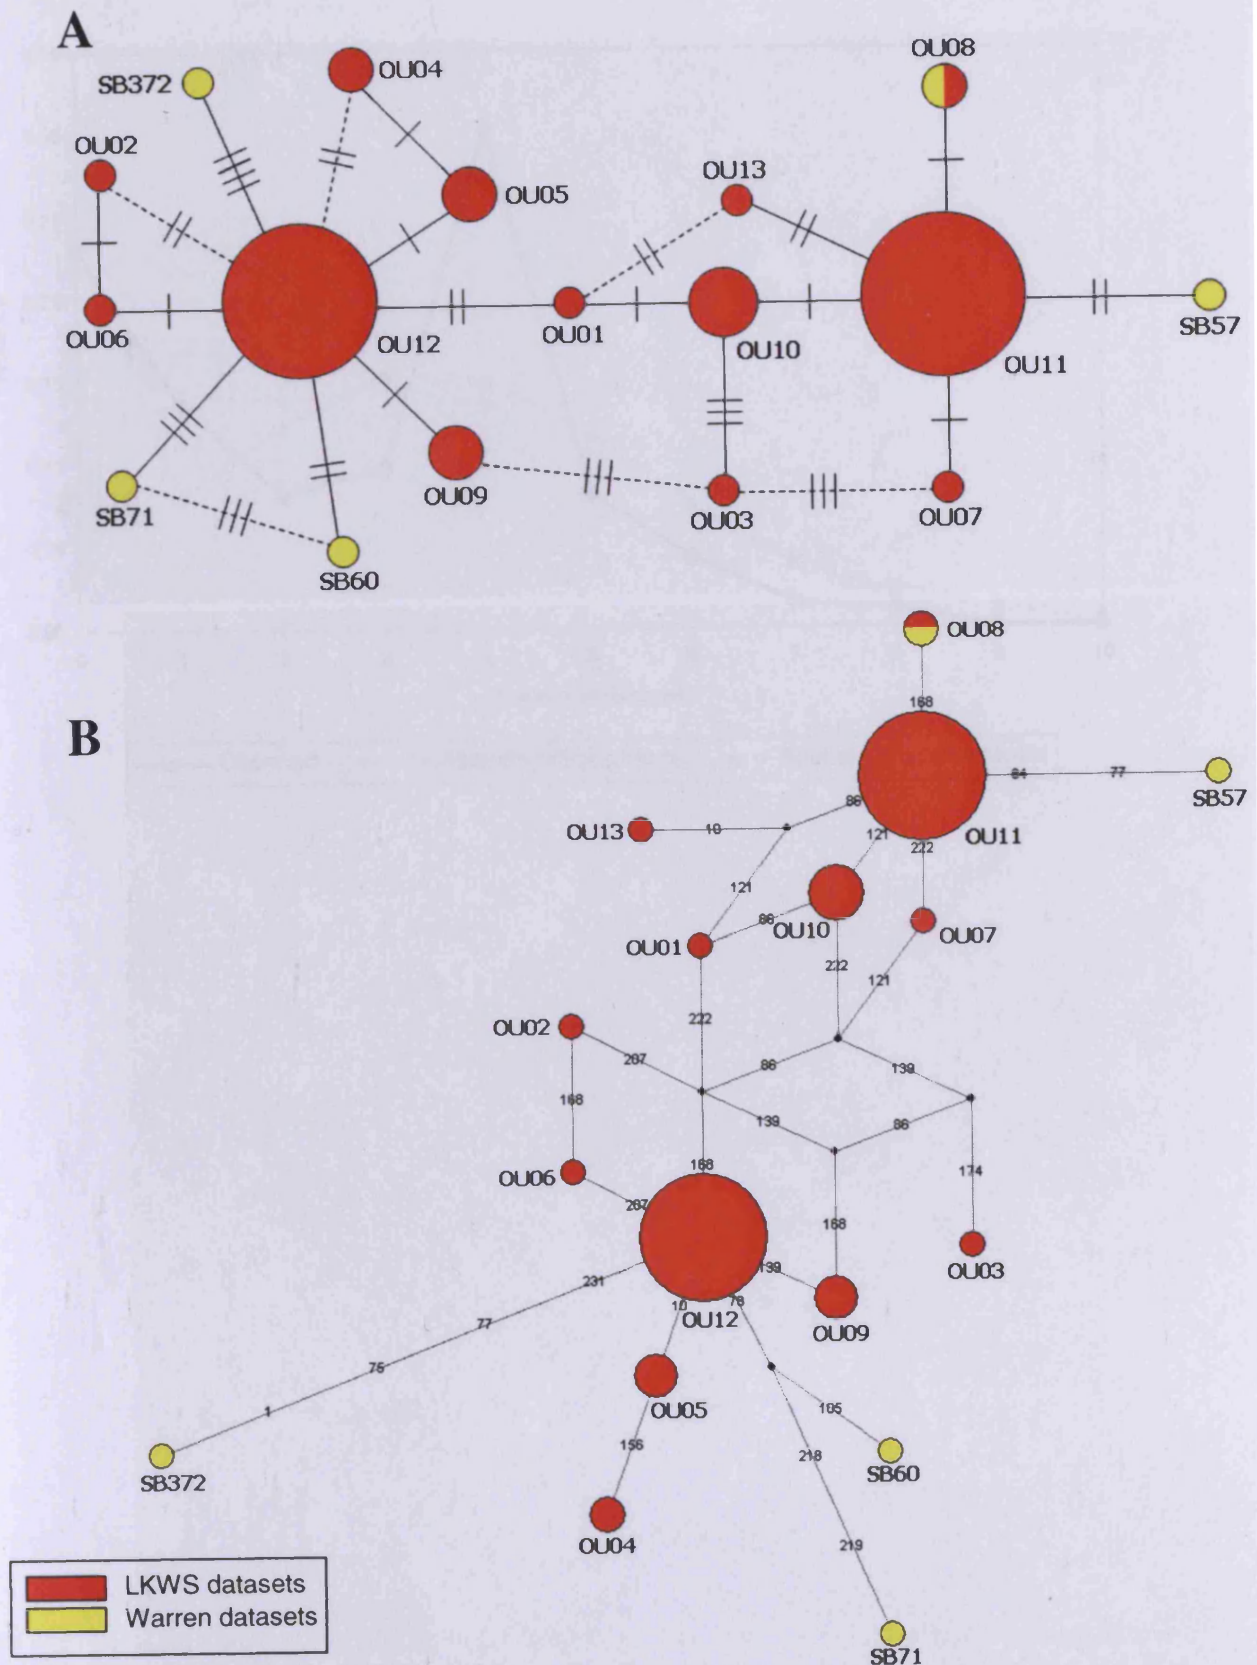 A
OU08
SB372
OU04
OU02
OU13
OU05
OU06
OU12
OU01
OU10
OU11
SB57
SB71
OU09
OU03
OU07
SB60
B
OU08
168
84
77
SB57
OU13
10
86
121
222
OU11
121
86
OU10
OU07
OU01
222
121
OU02
222
86
139
168
139
86
168
174
OU06
168
OU03
231
139
10
78
OU12
OU09
77
75
OU05
105
1
156
218
SB60
SB372
219
OU04
LKWS datasets
Warren datasets
SB71